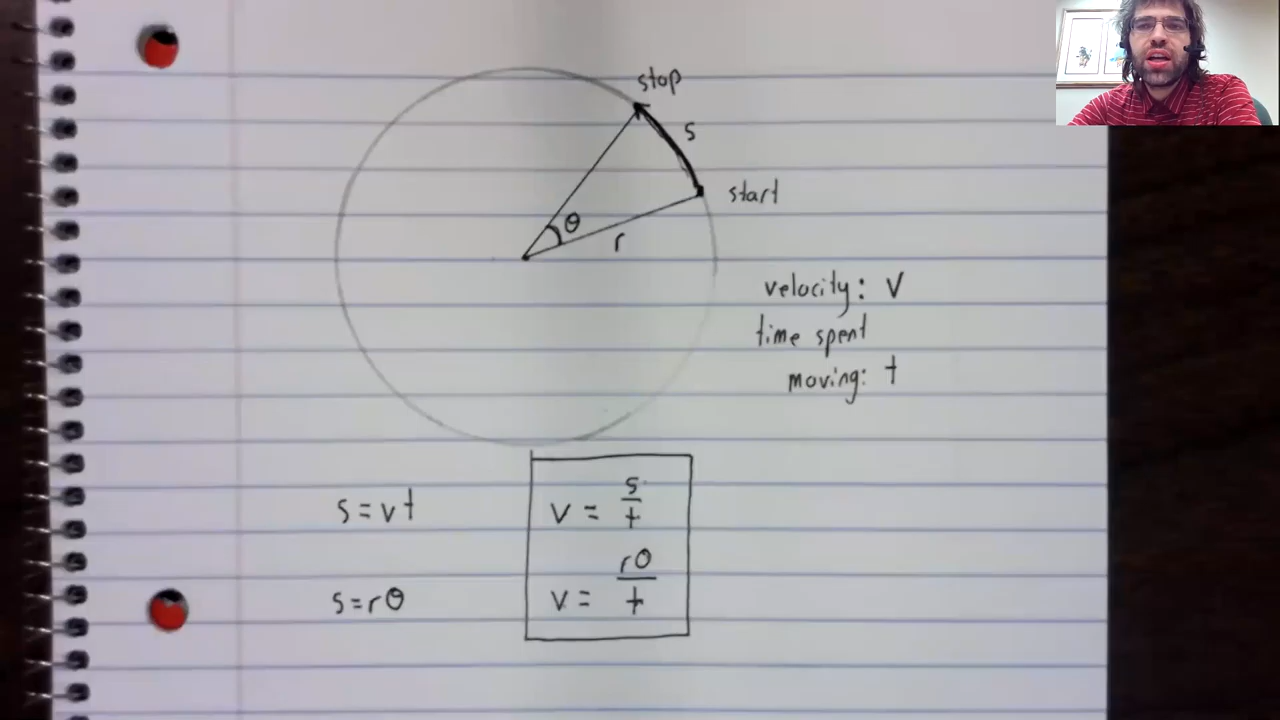 stop
s
start
θ
r
velocity: v
time spent
moving: t
s = vt
v = s/t
s = rθ
v = rθ/t